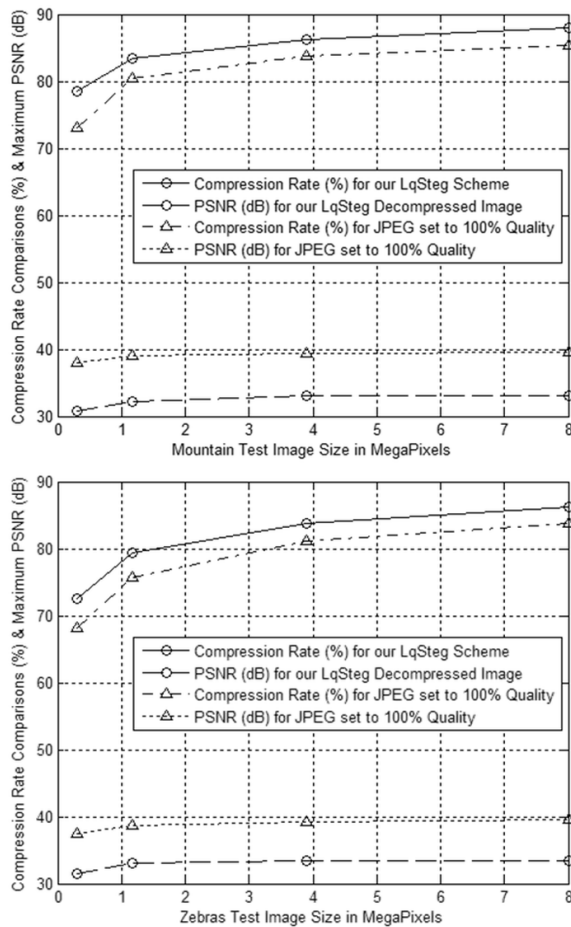 90
80
70
60
50
40
30
0 1 2 3 4 5 6 7 8
Compression Rate Comparisons (%) & Maximum PSNR (dB)
Compression Rate (%) for our LqSteg Scheme
PSNR (dB) for our LqSteg Decompressed Image
Compression Rate (%) for JPEG set to 100% Quality
PSNR (dB) for JPEG set to 100% Quality
Mountain Test Image Size in MegaPixels
90
80
70
60
50
40
30
0 1 2 3 4 5 6 7 8
Compression Rate Comparisons (%) & Maximum PSNR (dB)
Compression Rate (%) for our LqSteg Scheme
PSNR (dB) for our LqSteg Decompressed Image
Compression Rate (%) for JPEG set to 100% Quality
PSNR (dB) for JPEG set to 100% Quality
Zebras Test Image Size in MegaPixels